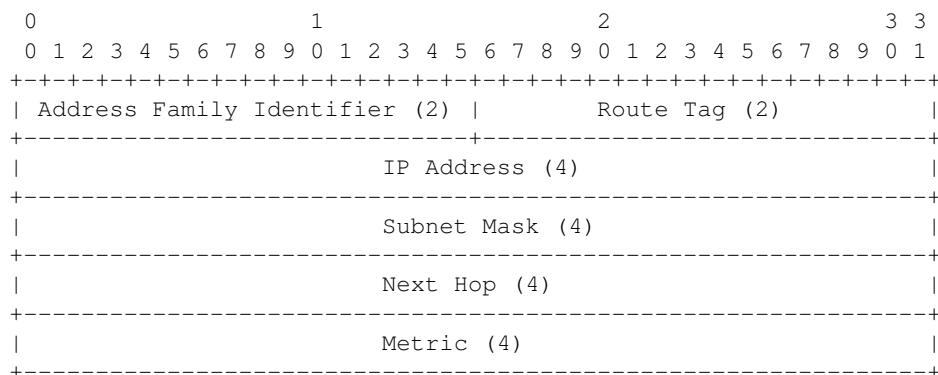 0                   1                   2                   3 3
0 1 2 3 4 5 6 7 8 9 0 1 2 3 4 5 6 7 8 9 0 1 2 3 4 5 6 7 8 9 0 1
+-+-+-+-+-+-+-+-+-+-+-+-+-+-+-+-+-+-+-+-+-+-+-+-+-+-+-+-+-+-+-+-+
| Address Family Identifier (2) |        Route Tag (2)          |
+-------------------------------+-------------------------------+
|                         IP Address (4)                        |
+---------------------------------------------------------------+
|                         Subnet Mask (4)                       |
+---------------------------------------------------------------+
|                         Next Hop (4)                          |
+---------------------------------------------------------------+
|                         Metric (4)                            |
+---------------------------------------------------------------+